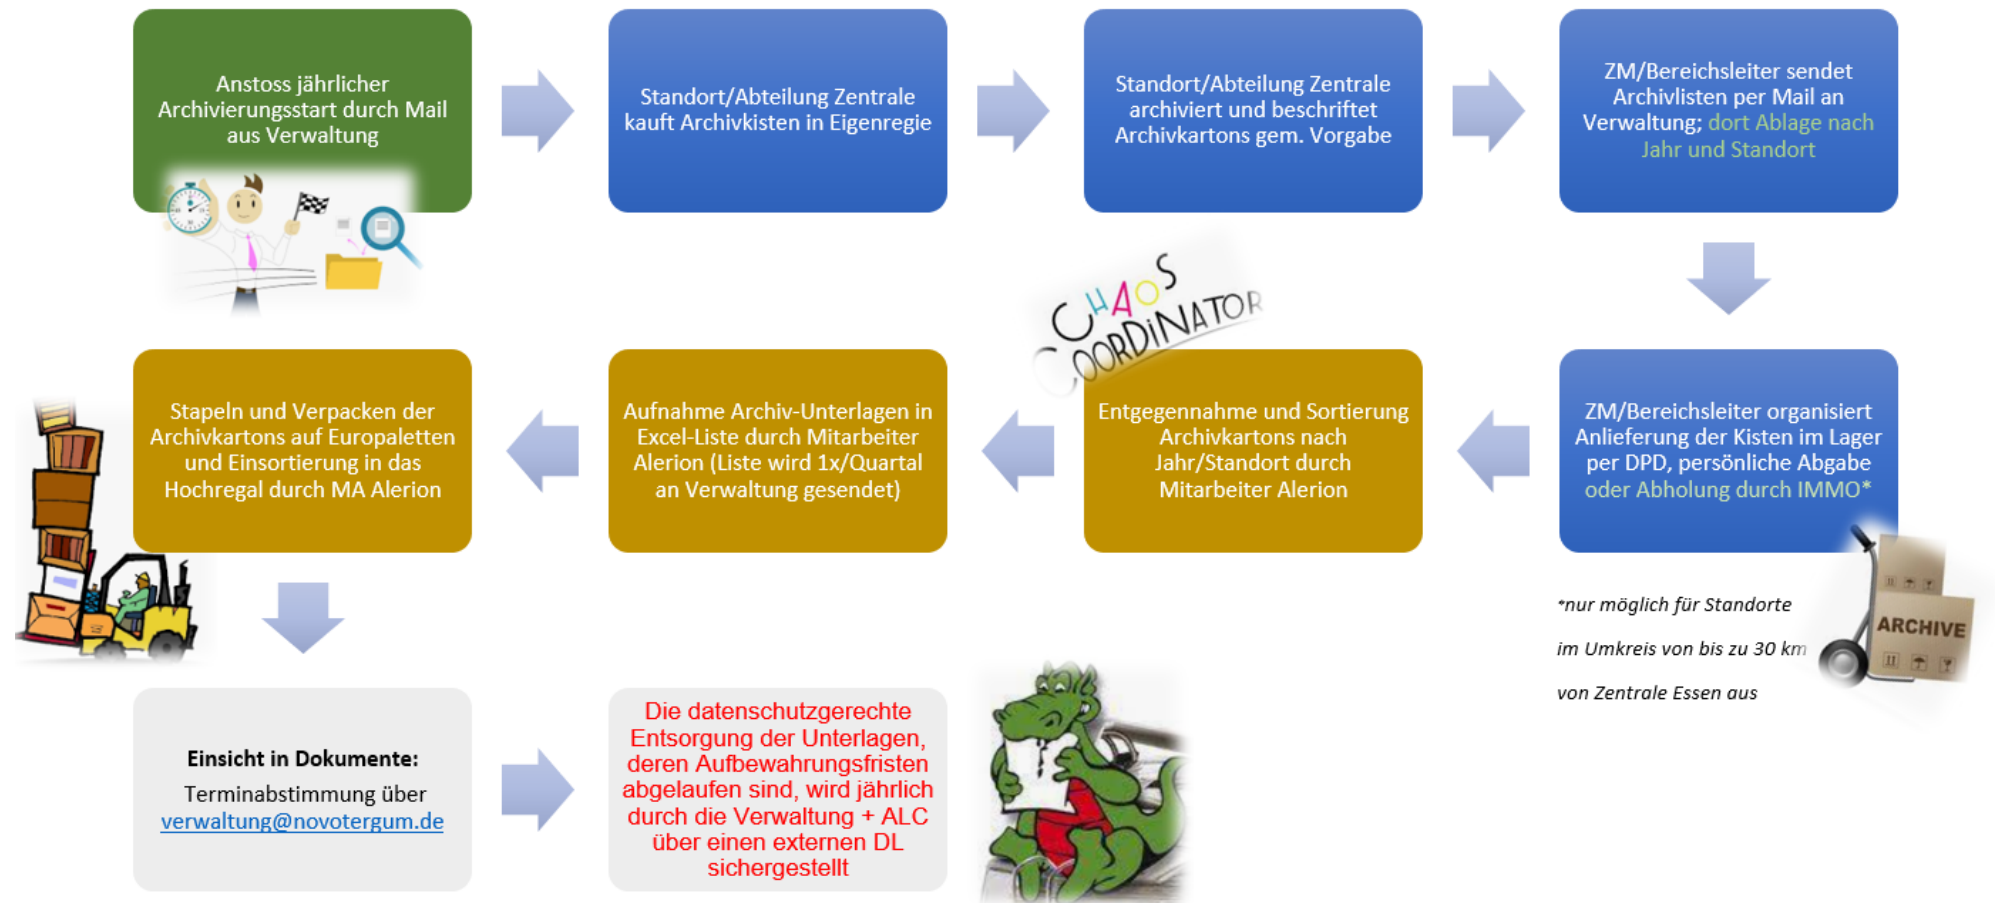 Anstoss jährlicher
Archivierungsstart durch Mail
aus Verwaltung
Standort/Abteilung Zentrale
kauft Archivkisten in Eigenregie
Standort/Abteilung Zentrale
archiviert und beschriftet
Archivkartons gem. Vorgabe
ZM/Bereichsleiter sendet
Archivlisten per Mail an
Verwaltung; dort Ablage nach
Jahr und Standort
CHAOS
COORDiNATOR
ZM/Bereichsleiter organisiert
Anlieferung der Kisten im Lager
per DPD, persönliche Abgabe
oder Abholung durch IMMO*
*nur möglich für Standorte
im Umkreis von bis zu 30 km
von Zentrale Essen aus
ARCHIVE
Entgegennahme und Sortierung
Archivkartons nach
Jahr/Standort durch
Mitarbeiter Alerion
Aufnahme Archiv-Unterlagen in
Excel-Liste durch Mitarbeiter
Alerion (Liste wird 1x/Quartal
an Verwaltung gesendet)
Stapeln und Verpacken der
Archivkartons auf Europaletten
und Einsortierung in das
Hochregal durch MA Alerion
Einsicht in Dokumente:
Terminabstimmung über
verwaltung@novotergum.de
Die datenschutzgerechte
Entsorgung der Unterlagen,
deren Aufbewahrungsfristen
abgelaufen sind, wird jährlich
durch die Verwaltung + ALC
über einen externen DL
sichergestellt